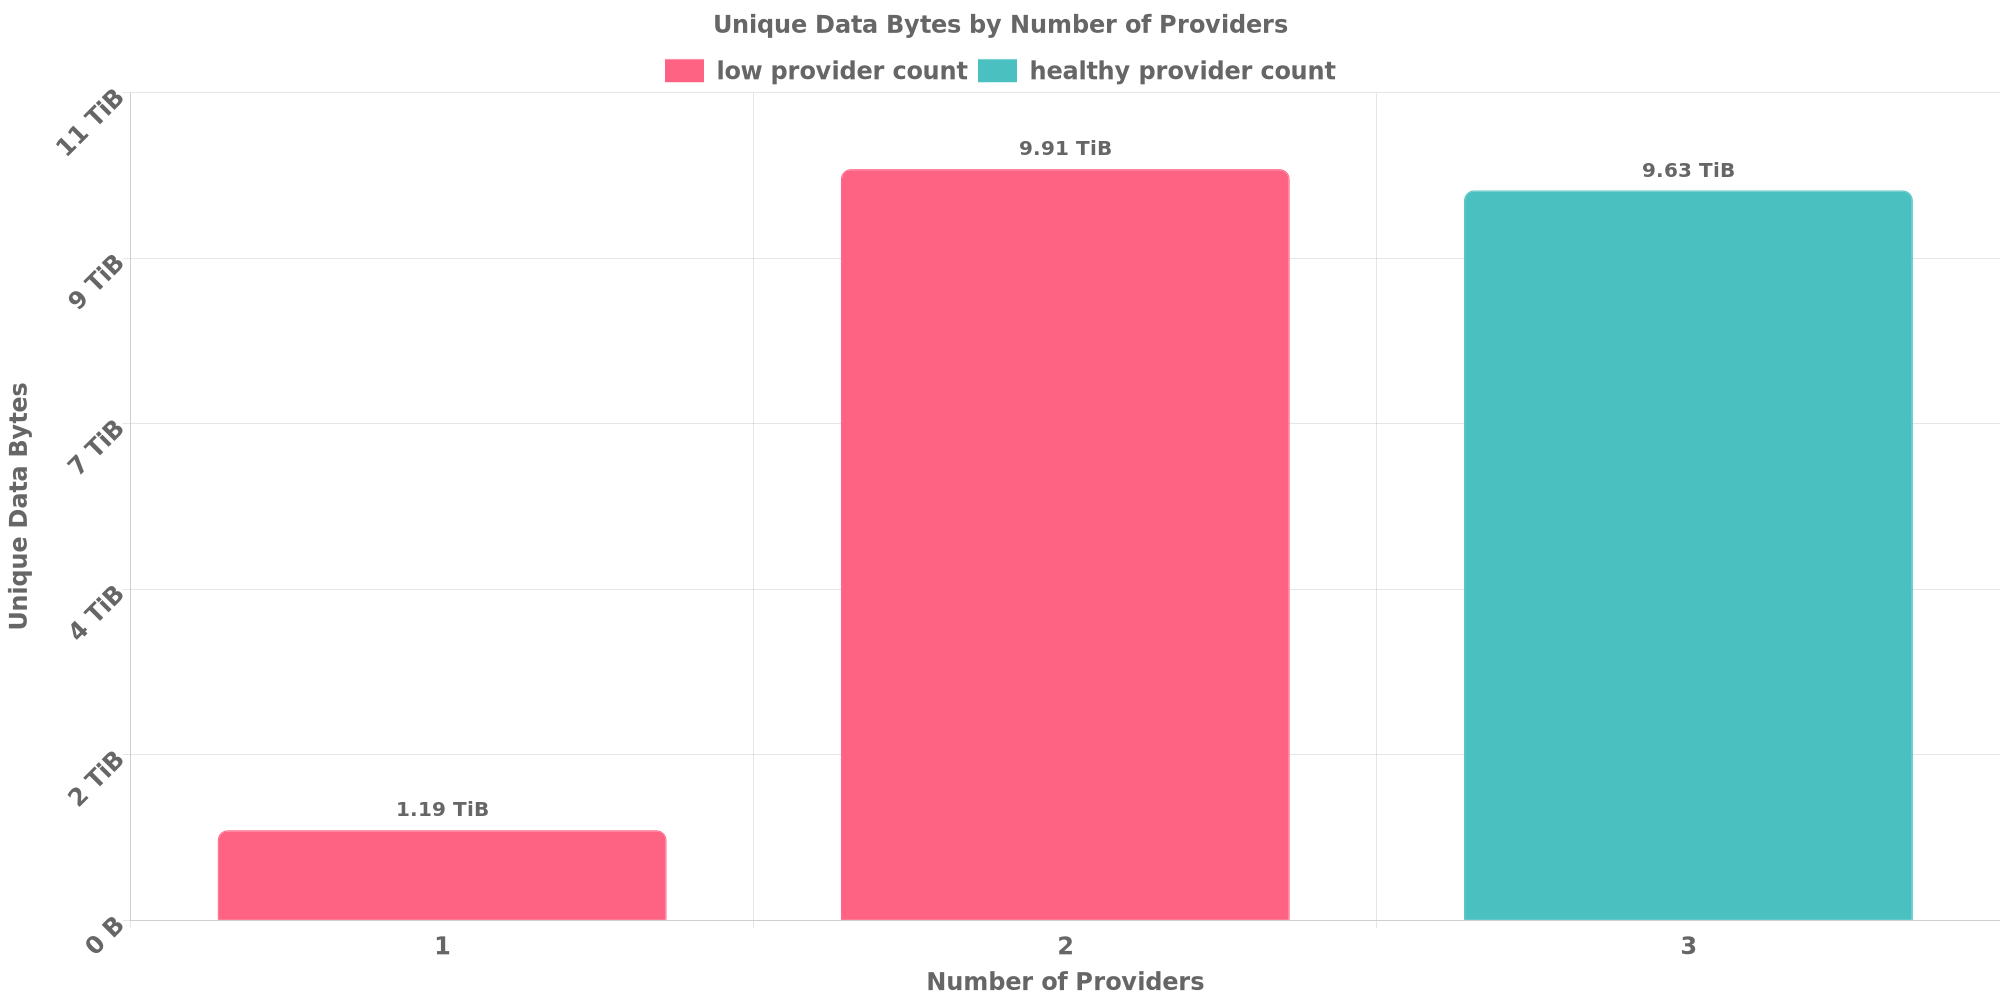 Unique Data Bytes by Number of Providers
low provider count healthy provider count
11 TiB
9 TiB
7 TiB
4 TiB
2 TiB
0 B
Unique Data Bytes
1.19 TiB
9.91 TiB
9.63 TiB
1 2 3
Number of Providers